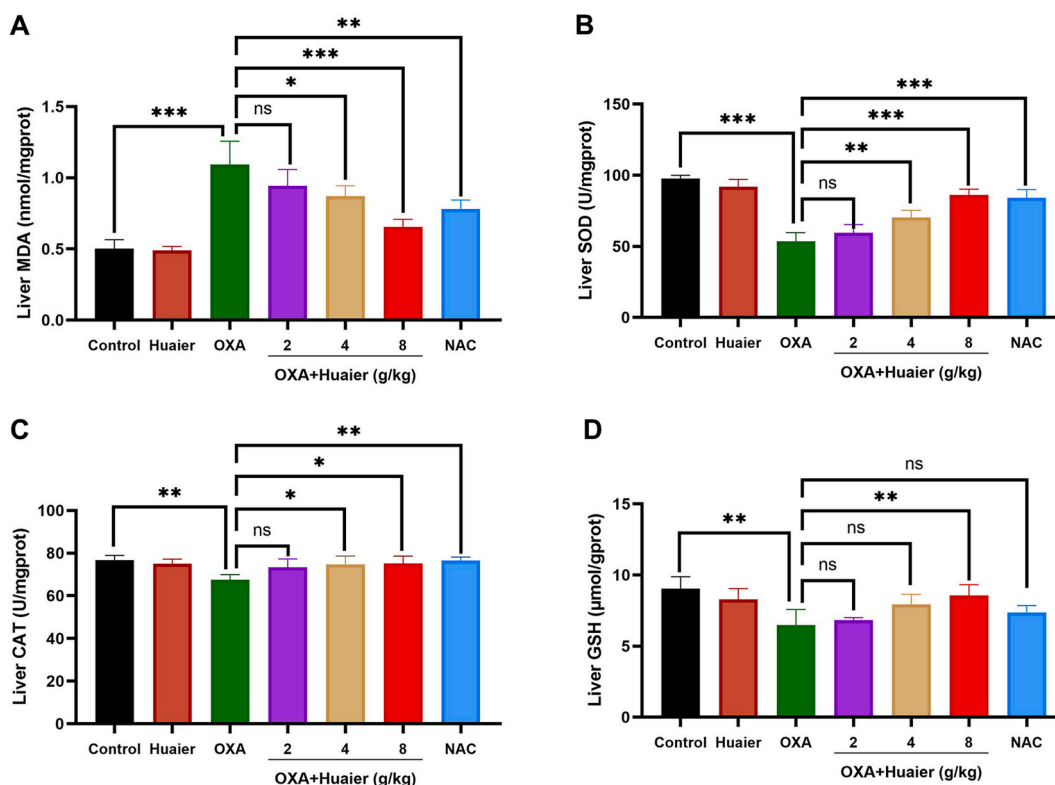 A
**
***
*
ns
***
Liver MDA (nmol/mgprot)
1.5
1.0
0.5
0.0
Control Huaier OXA 2 4 8 NAC
OXA+Huaier (g/kg)
B
***
***
**
ns
***
Liver SOD (U/mgprot)
150
100
50
0
Control Huaier OXA 2 4 8 NAC
OXA+Huaier (g/kg)
C
**
*
*
ns
**
Liver CAT (U/mgprot)
100
80
60
40
20
0
Control Huaier OXA 2 4 8 NAC
OXA+Huaier (g/kg)
D
ns
**
ns
ns
**
Liver GSH (μmol/gprot)
15
10
5
0
Control Huaier OXA 2 4 8 NAC
OXA+Huaier (g/kg)